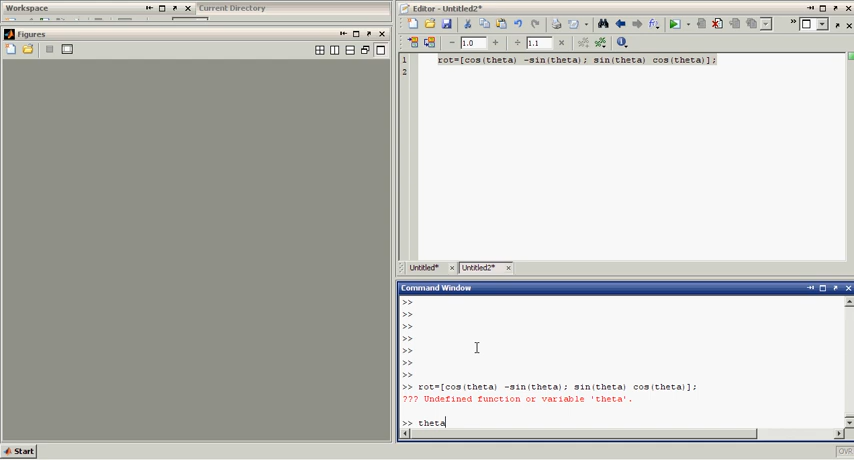 Workspace
Current Directory
Figures
Editor - Untitled2*
1.0
1.1
1 rot=[cos(theta) -sin(theta); sin(theta) cos(theta)];
2
Untitled*
Untitled2*
Command Window
>>
>>
>>
>>
>>
>>
>>
>> rot=[cos(theta) -sin(theta); sin(theta) cos(theta)];
??? Undefined function or variable 'theta'.
>> theta
Start
OVR